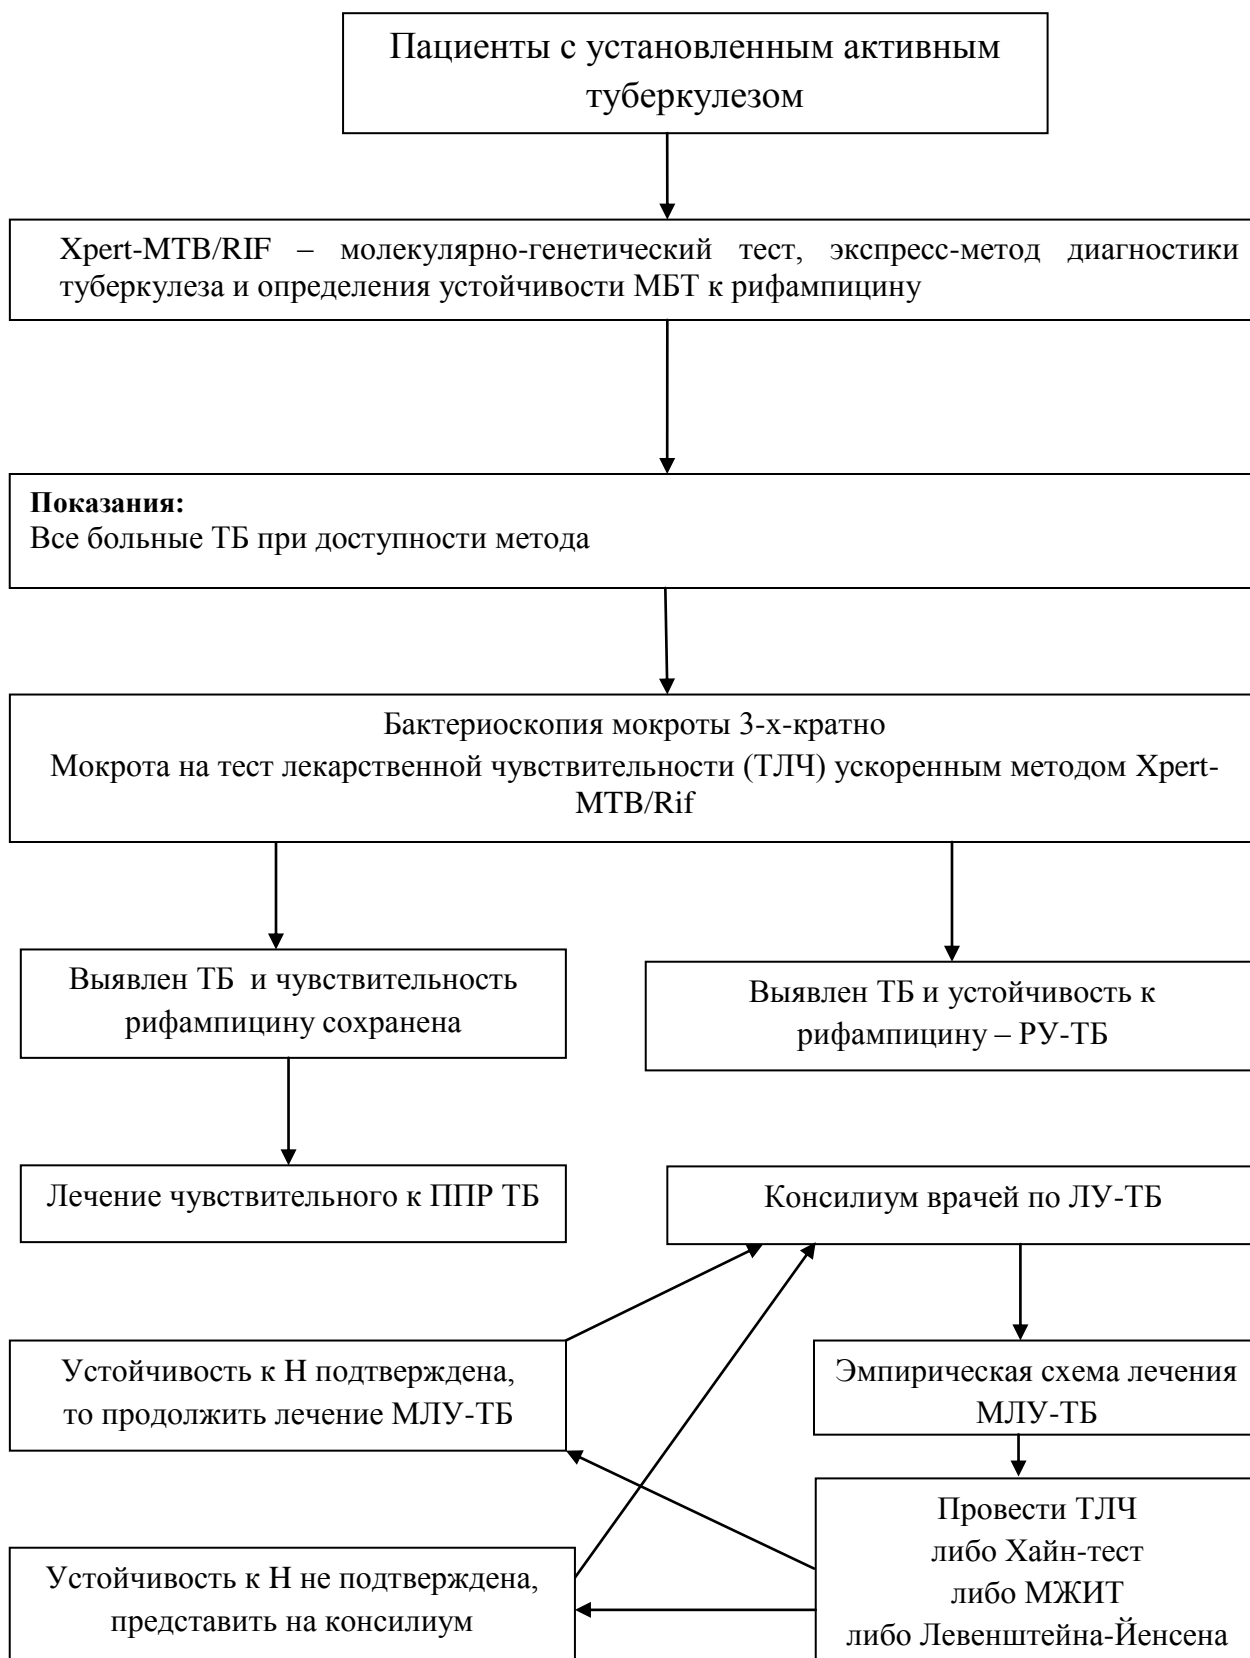 Пациенты с установленным активным
туберкулезом
Xpert-MTB/RIF – молекулярно-генетический тест, экспресс-метод диагностики
туберкулеза и определения устойчивости МБТ к рифампицину
Показания:
Все больные ТБ при доступности метода
Бактериоскопия мокроты 3-х-кратно
Мокрота на тест лекарственной чувствительности (ТЛЧ) ускоренным методом Xpert-
MTB/Rif
Выявлен ТБ и чувствительность
рифампицину сохранена
Выявлен ТБ и устойчивость к
рифампицину – РУ-ТБ
Лечение чувствительного к ППР ТБ
Консилиум врачей по ЛУ-ТБ
Устойчивость к Н подтверждена,
то продолжить лечение МЛУ-ТБ
Эмпирическая схема лечения
МЛУ-ТБ
Устойчивость к Н не подтверждена,
представить на консилиум
Провести ТЛЧ
либо Хайн-тест
либо МЖИТ
либо Левенштейна-Йенсена